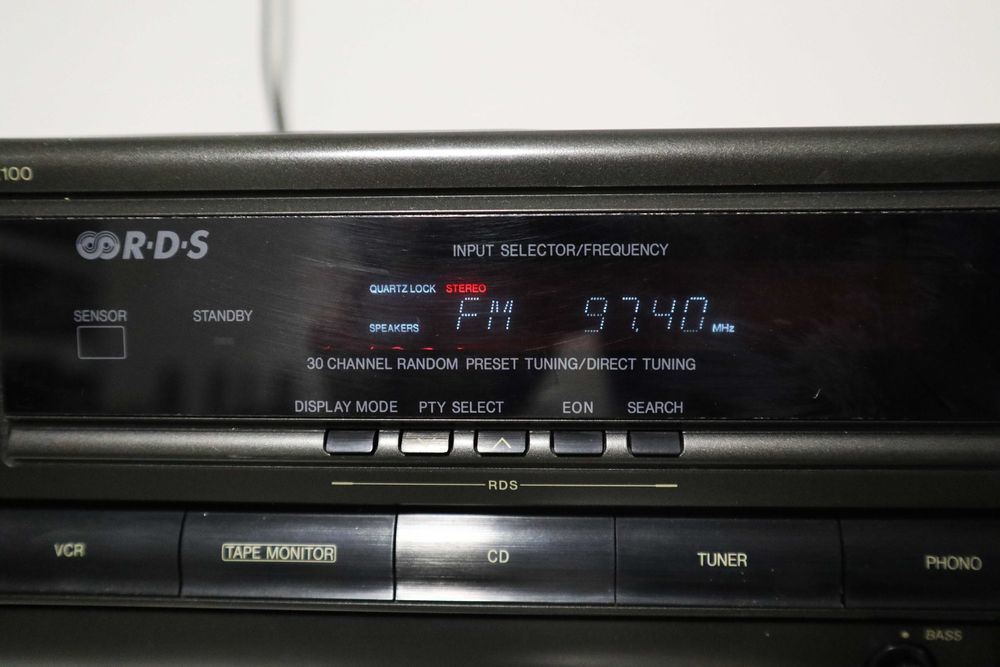 100
R·D·S
INPUT SELECTOR/FREQUENCY
QUARTZ LOCK STEREO
SENSOR
STANDBY
SPEAKERS
FM 97.40 MHz
30 CHANNEL RANDOM PRESET TUNING/DIRECT TUNING
DISPLAY MODE PTY SELECT EON SEARCH
RDS
VCR TAPE MONITOR CD TUNER PHONO
BASS